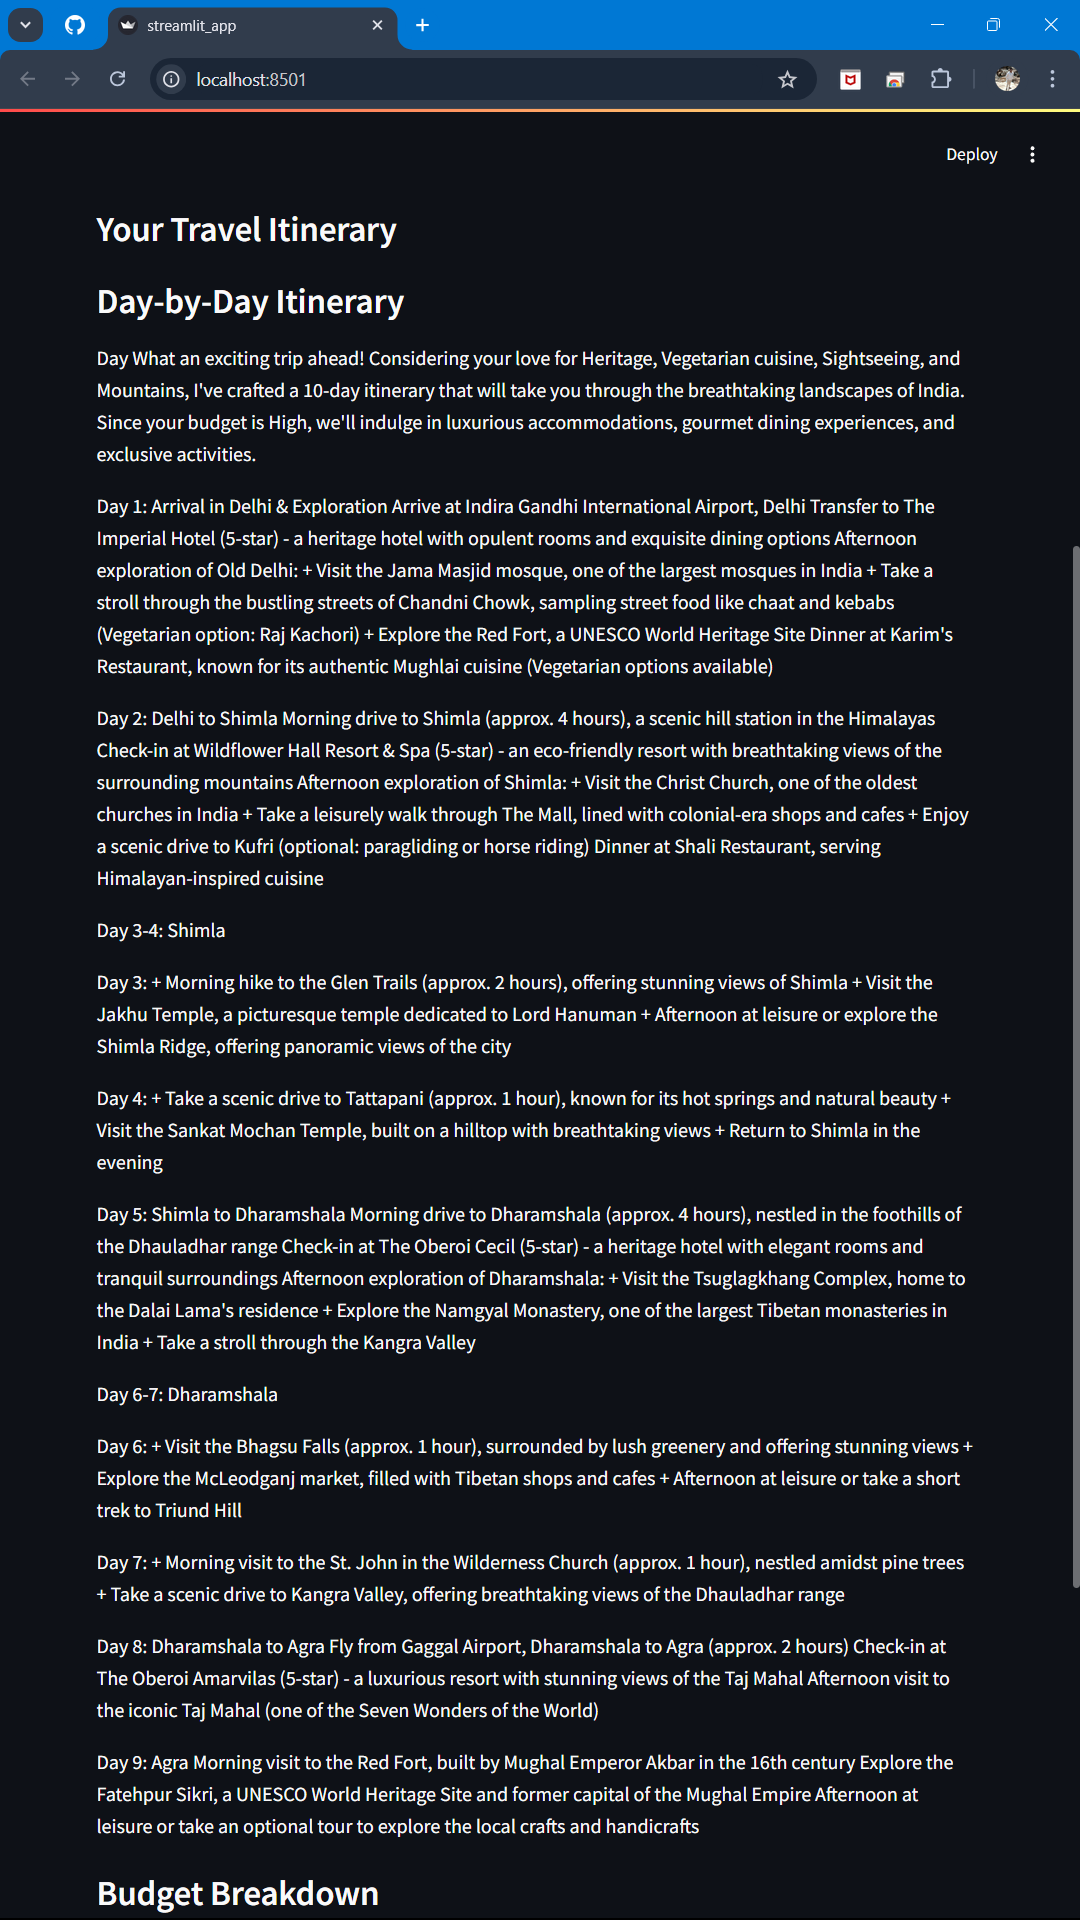 streamlit_app
localhost:8501
Deploy
Your Travel Itinerary
Day-by-Day Itinerary
Day What an exciting trip ahead! Considering your love for Heritage, Vegetarian cuisine, Sightseeing, and
Mountains, I've crafted a 10-day itinerary that will take you through the breathtaking landscapes of India.
Since your budget is High, we'll indulge in luxurious accommodations, gourmet dining experiences, and
exclusive activities.
Day 1: Arrival in Delhi & Exploration Arrive at Indira Gandhi International Airport, Delhi Transfer to The
Imperial Hotel (5-star) - a heritage hotel with opulent rooms and exquisite dining options Afternoon
exploration of Old Delhi: + Visit the Jama Masjid mosque, one of the largest mosques in India + Take a
stroll through the bustling streets of Chandni Chowk, sampling street food like chaat and kebabs
(Vegetarian option: Raj Kachori) + Explore the Red Fort, a UNESCO World Heritage Site Dinner at Karim's
Restaurant, known for its authentic Mughlai cuisine (Vegetarian options available)
Day 2: Delhi to Shimla Morning drive to Shimla (approx. 4 hours), a scenic hill station in the Himalayas
Check-in at Wildflower Hall Resort & Spa (5-star) - an eco-friendly resort with breathtaking views of the
surrounding mountains Afternoon exploration of Shimla: + Visit the Christ Church, one of the oldest
churches in India + Take a leisurely walk through The Mall, lined with colonial-era shops and cafes + Enjoy
a scenic drive to Kufri (optional: paragliding or horse riding) Dinner at Shali Restaurant, serving
Himalayan-inspired cuisine
Day 3-4: Shimla
Day 3: + Morning hike to the Glen Trails (approx. 2 hours), offering stunning views of Shimla + Visit the
Jakhu Temple, a picturesque temple dedicated to Lord Hanuman + Afternoon at leisure or explore the
Shimla Ridge, offering panoramic views of the city
Day 4: + Take a scenic drive to Tattapani (approx. 1 hour), known for its hot springs and natural beauty +
Visit the Sankat Mochan Temple, built on a hilltop with breathtaking views + Return to Shimla in the
evening
Day 5: Shimla to Dharamshala Morning drive to Dharamshala (approx. 4 hours), nestled in the foothills of
the Dhauladhar range Check-in at The Oberoi Cecil (5-star) - a heritage hotel with elegant rooms and
tranquil surroundings Afternoon exploration of Dharamshala: + Visit the Tsuglagkhang Complex, home to
the Dalai Lama's residence + Explore the Namgyal Monastery, one of the largest Tibetan monasteries in
India + Take a stroll through the Kangra Valley
Day 6-7: Dharamshala
Day 6: + Visit the Bhagsu Falls (approx. 1 hour), surrounded by lush greenery and offering stunning views +
Explore the McLeodganj market, filled with Tibetan shops and cafes + Afternoon at leisure or take a short
trek to Triund Hill
Day 7: + Morning visit to the St. John in the Wilderness Church (approx. 1 hour), nestled amidst pine trees
+ Take a scenic drive to Kangra Valley, offering breathtaking views of the Dhauladhar range
Day 8: Dharamshala to Agra Fly from Gaggal Airport, Dharamshala to Agra (approx. 2 hours) Check-in at
The Oberoi Amarvilas (5-star) - a luxurious resort with stunning views of the Taj Mahal Afternoon visit to
the iconic Taj Mahal (one of the Seven Wonders of the World)
Day 9: Agra Morning visit to the Red Fort, built by Mughal Emperor Akbar in the 16th century Explore the
Fatehpur Sikri, a UNESCO World Heritage Site and former capital of the Mughal Empire Afternoon at
leisure or take an optional tour to explore the local crafts and handicrafts
Budget Breakdown